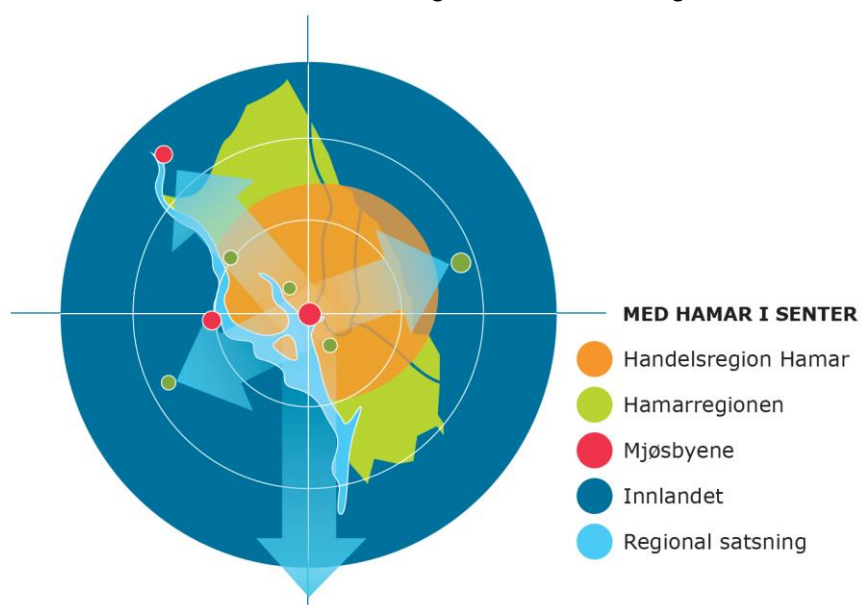 MED HAMAR I SENTER
Handelsregion Hamar
Hamarregionen
Mjøsbyene
Innlandet
Regional satsning